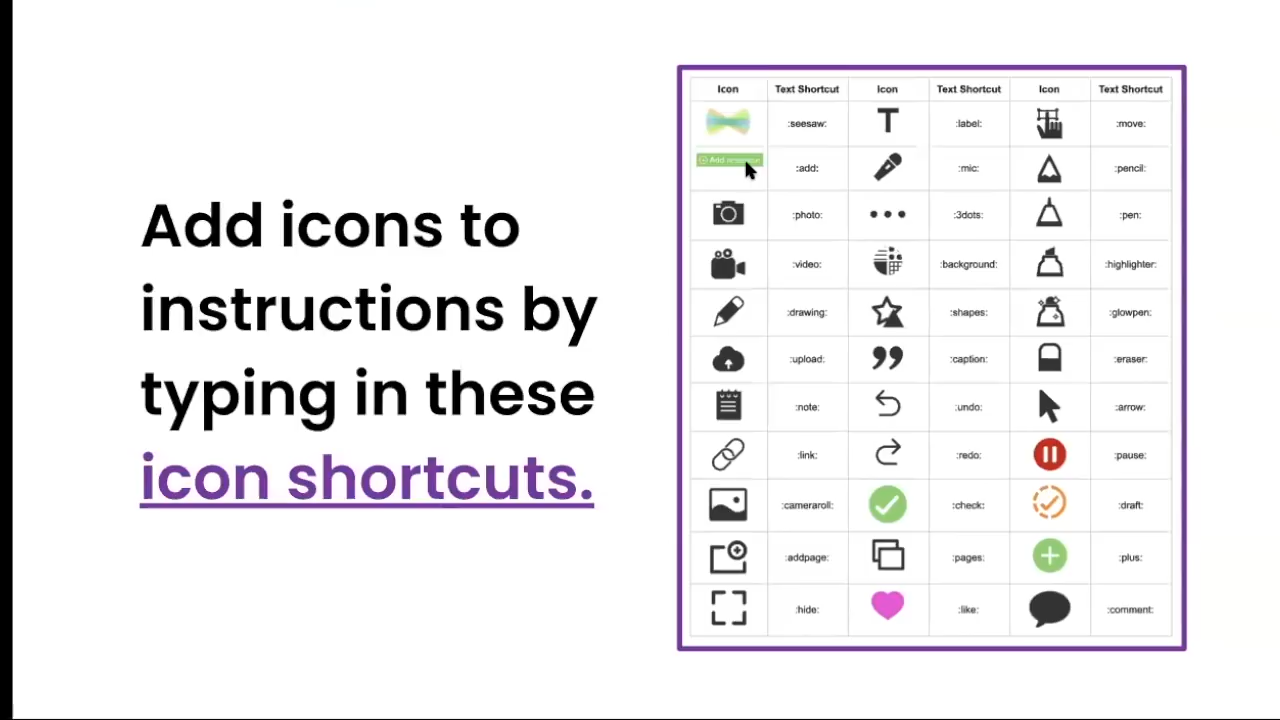 Add icons to
instructions by
typing in these
icon shortcuts.
Icon Text Shortcut Icon Text Shortcut Icon Text Shortcut
:seesaw: T :label: :move:
Add response :add: :mic: :pencil:
:photo: :3dots: :pen:
:video: :background: :highlighter:
:drawing: :shapes: :glowpen:
:upload: :caption: :eraser:
:note: :undo: :arrow:
:link: :redo: :pause:
:cameraroll: :check: :draft:
:addpage: :pages: :plus:
:hide: :like: :comment: